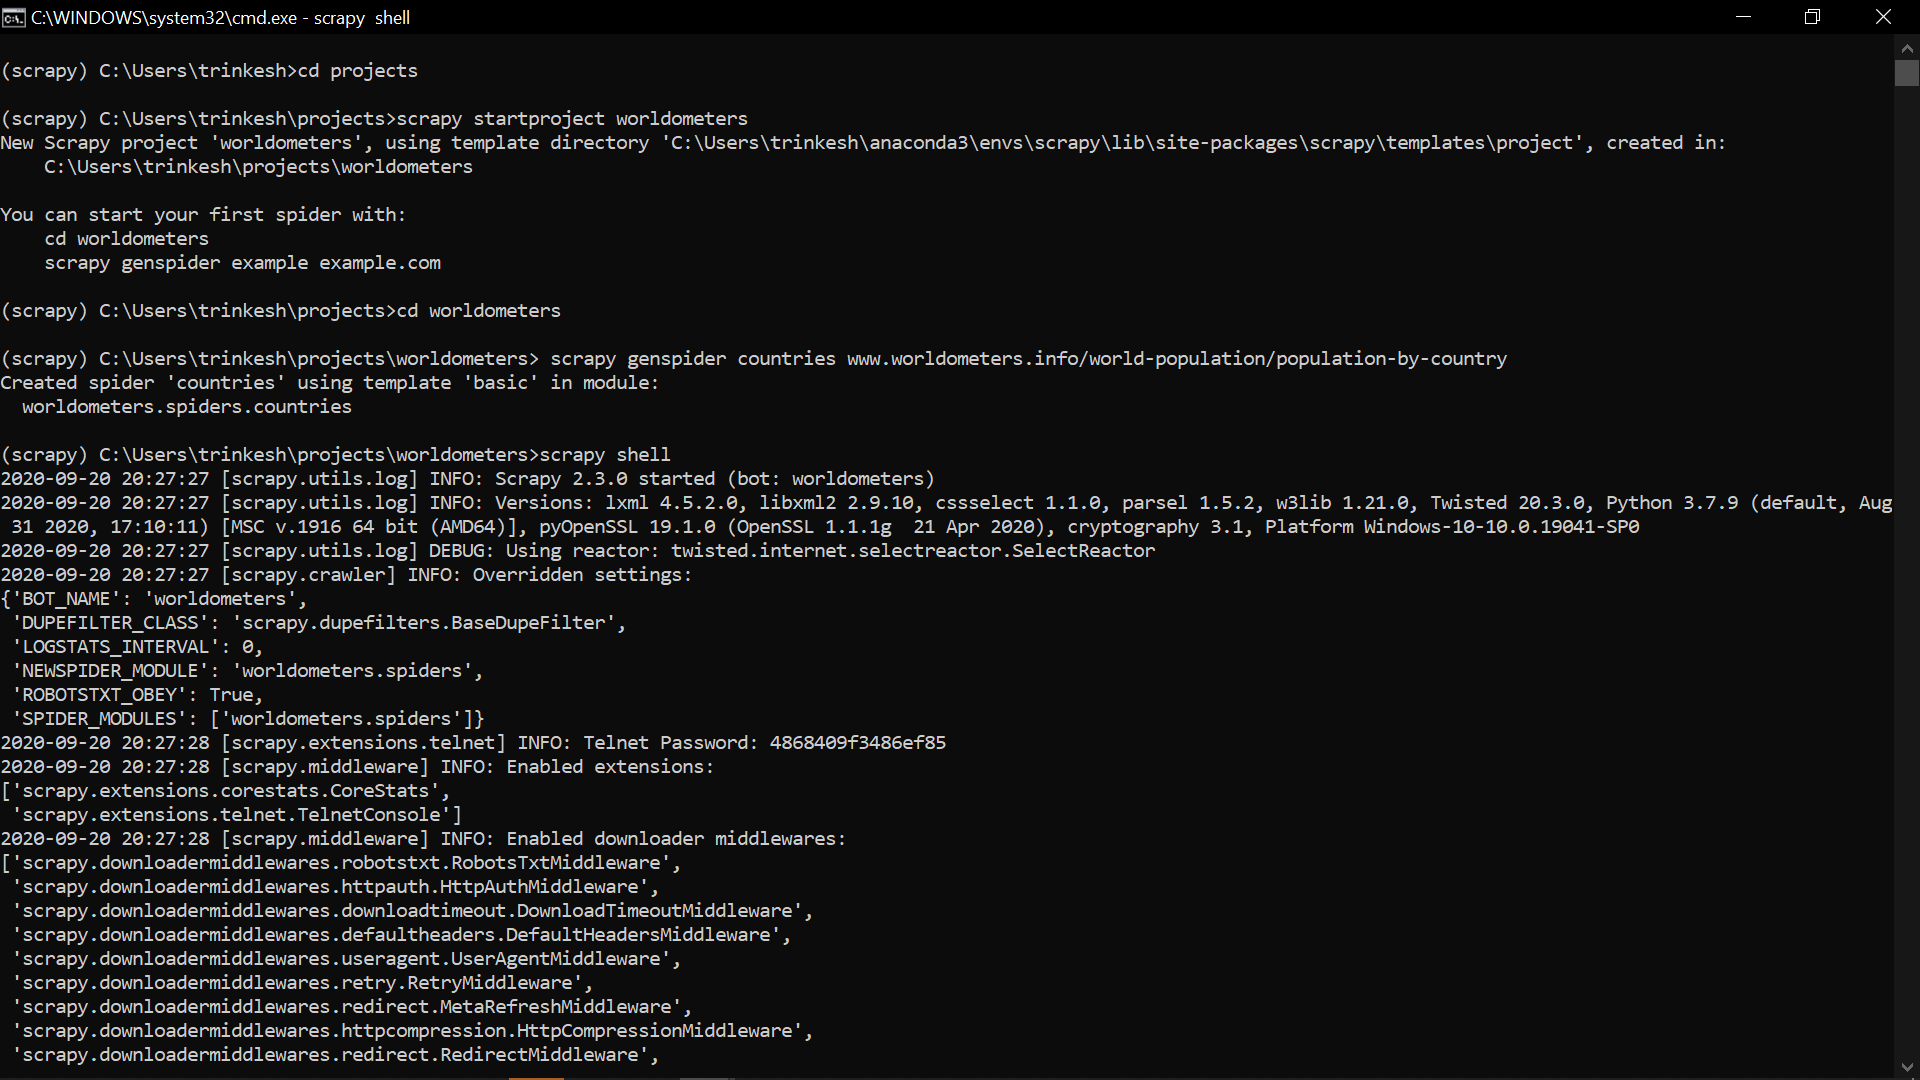 C:\WINDOWS\system32\cmd.exe - scrapy  shell
(scrapy) C:\Users\trinkesh>cd projects
(scrapy) C:\Users\trinkesh\projects>scrapy startproject worldometers
New Scrapy project 'worldometers', using template directory 'C:\Users\trinkesh\anaconda3\envs\scrapy\lib\site-packages\scrapy\templates\project', created in:
    C:\Users\trinkesh\projects\worldometers
You can start your first spider with:
    cd worldometers
    scrapy genspider example example.com
(scrapy) C:\Users\trinkesh\projects>cd worldometers
(scrapy) C:\Users\trinkesh\projects\worldometers> scrapy genspider countries www.worldometers.info/world-population/population-by-country
Created spider 'countries' using template 'basic' in module:
  worldometers.spiders.countries
(scrapy) C:\Users\trinkesh\projects\worldometers>scrapy shell
2020-09-20 20:27:27 [scrapy.utils.log] INFO: Scrapy 2.3.0 started (bot: worldometers)
2020-09-20 20:27:27 [scrapy.utils.log] INFO: Versions: lxml 4.5.2.0, libxml2 2.9.10, cssselect 1.1.0, parsel 1.5.2, w3lib 1.21.0, Twisted 20.3.0, Python 3.7.9 (default, Aug
 31 2020, 17:10:11) [MSC v.1916 64 bit (AMD64)], pyOpenSSL 19.1.0 (OpenSSL 1.1.1g  21 Apr 2020), cryptography 3.1, Platform Windows-10-10.0.19041-SP0
2020-09-20 20:27:27 [scrapy.utils.log] DEBUG: Using reactor: twisted.internet.selectreactor.SelectReactor
2020-09-20 20:27:27 [scrapy.crawler] INFO: Overridden settings:
{'BOT_NAME': 'worldometers',
 'DUPEFILTER_CLASS': 'scrapy.dupefilters.BaseDupeFilter',
 'LOGSTATS_INTERVAL': 0,
 'NEWSPIDER_MODULE': 'worldometers.spiders',
 'ROBOTSTXT_OBEY': True,
 'SPIDER_MODULES': ['worldometers.spiders']}
2020-09-20 20:27:28 [scrapy.extensions.telnet] INFO: Telnet Password: 4868409f3486ef85
2020-09-20 20:27:28 [scrapy.middleware] INFO: Enabled extensions:
['scrapy.extensions.corestats.CoreStats',
 'scrapy.extensions.telnet.TelnetConsole']
2020-09-20 20:27:28 [scrapy.middleware] INFO: Enabled downloader middlewares:
['scrapy.downloadermiddlewares.robotstxt.RobotsTxtMiddleware',
 'scrapy.downloadermiddlewares.httpauth.HttpAuthMiddleware',
 'scrapy.downloadermiddlewares.downloadtimeout.DownloadTimeoutMiddleware',
 'scrapy.downloadermiddlewares.defaultheaders.DefaultHeadersMiddleware',
 'scrapy.downloadermiddlewares.useragent.UserAgentMiddleware',
 'scrapy.downloadermiddlewares.retry.RetryMiddleware',
 'scrapy.downloadermiddlewares.redirect.MetaRefreshMiddleware',
 'scrapy.downloadermiddlewares.httpcompression.HttpCompressionMiddleware',
 'scrapy.downloadermiddlewares.redirect.RedirectMiddleware',